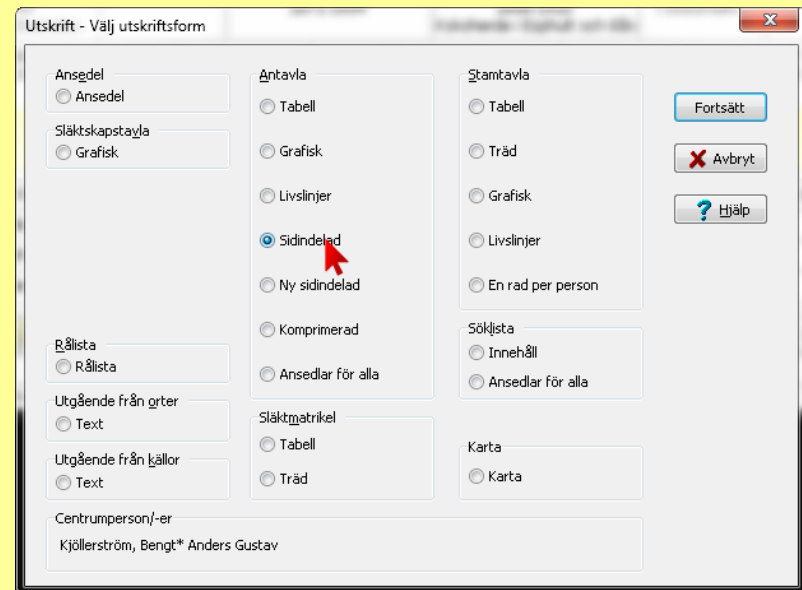 Utskrift - Välj utskriftsform
Ansedel
Ansedel
Släktskapstavla
Grafisk
Rålista
Rålista
Utgående från orter
Text
Utgående från källor
Text
Antavla
Tabell
Grafisk
Livslinjer
Sidindelad
Ny sidindelad
Komprimerad
Ansedlar för alla
Släktmatrikel
Tabell
Träd
Stamtavla
Tabell
Träd
Grafisk
Livslinjer
En rad per person
Söklista
Innehåll
Ansedlar för alla
Karta
Karta
Fortsätt
Avbryt
Hjälp
Centrumperson/-er
Kjöllerström, Bengt* Anders Gustav